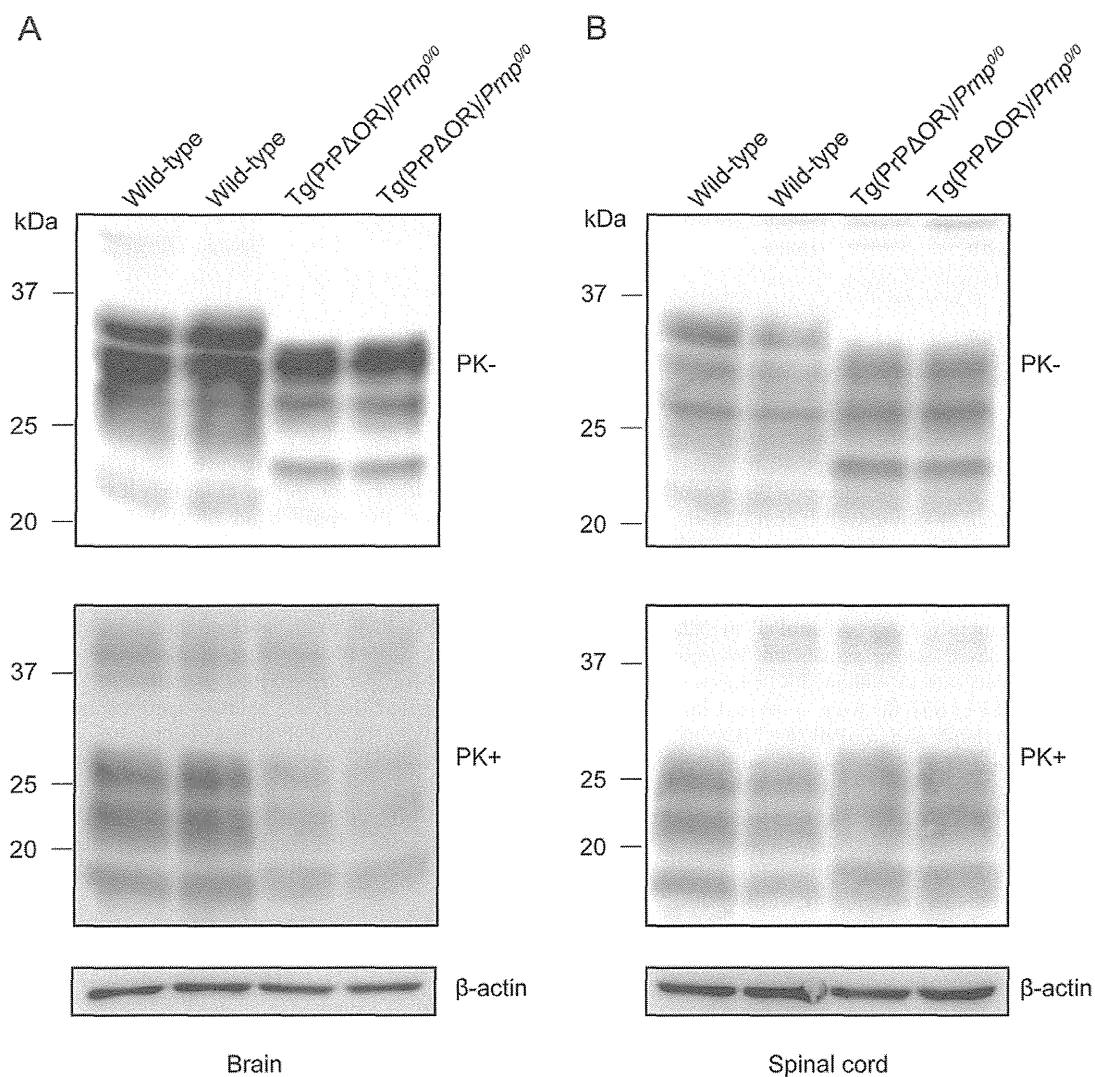 A
Wild-type
Wild-type
Tg(PrPΔOR)/Prnp0/0
Tg(PrPΔOR)/Prnp0/0
kDa
37
25
20
PK-
37
25
20
PK+
β-actin
Brain
B
Wild-type
Wild-type
Tg(PrPΔOR)/Prnp0/0
Tg(PrPΔOR)/Prnp0/0
kDa
37
25
20
PK-
37
25
20
PK+
β-actin
Spinal cord